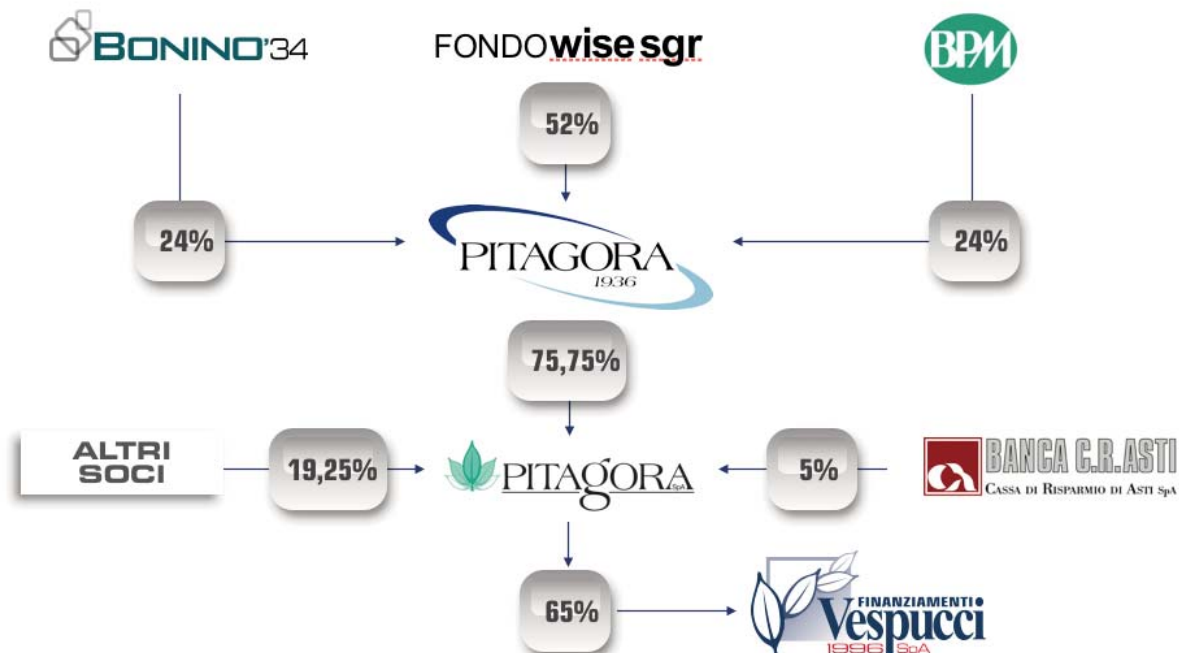 BONINO'34
FONDOwise sgr
BPM
52%
24%
PITAGORA
1936
24%
75,75%
ALTRI
SOCI
19,25%
PITAgORA
SpA
5%
BANCA C.R.ASTI
CASSA DI RISPARMIO DI ASTI SpA
65%
FINANZIAMENTI
Vespucci
1996 SpA